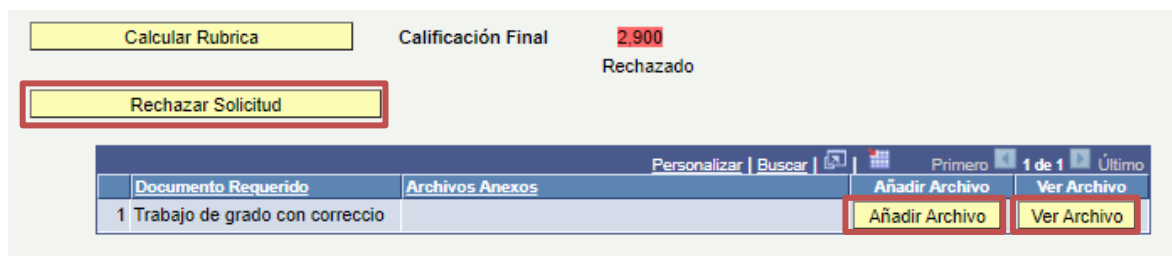 Calcular Rubrica Calificación Final 2,900
Rechazado
Rechazar Solicitud
Personalizar | Buscar | | Primero 1 de 1 Último
Documento Requerido Archivos Anexos Añadir Archivo Ver Archivo
1 Trabajo de grado con correccio Añadir Archivo Ver Archivo